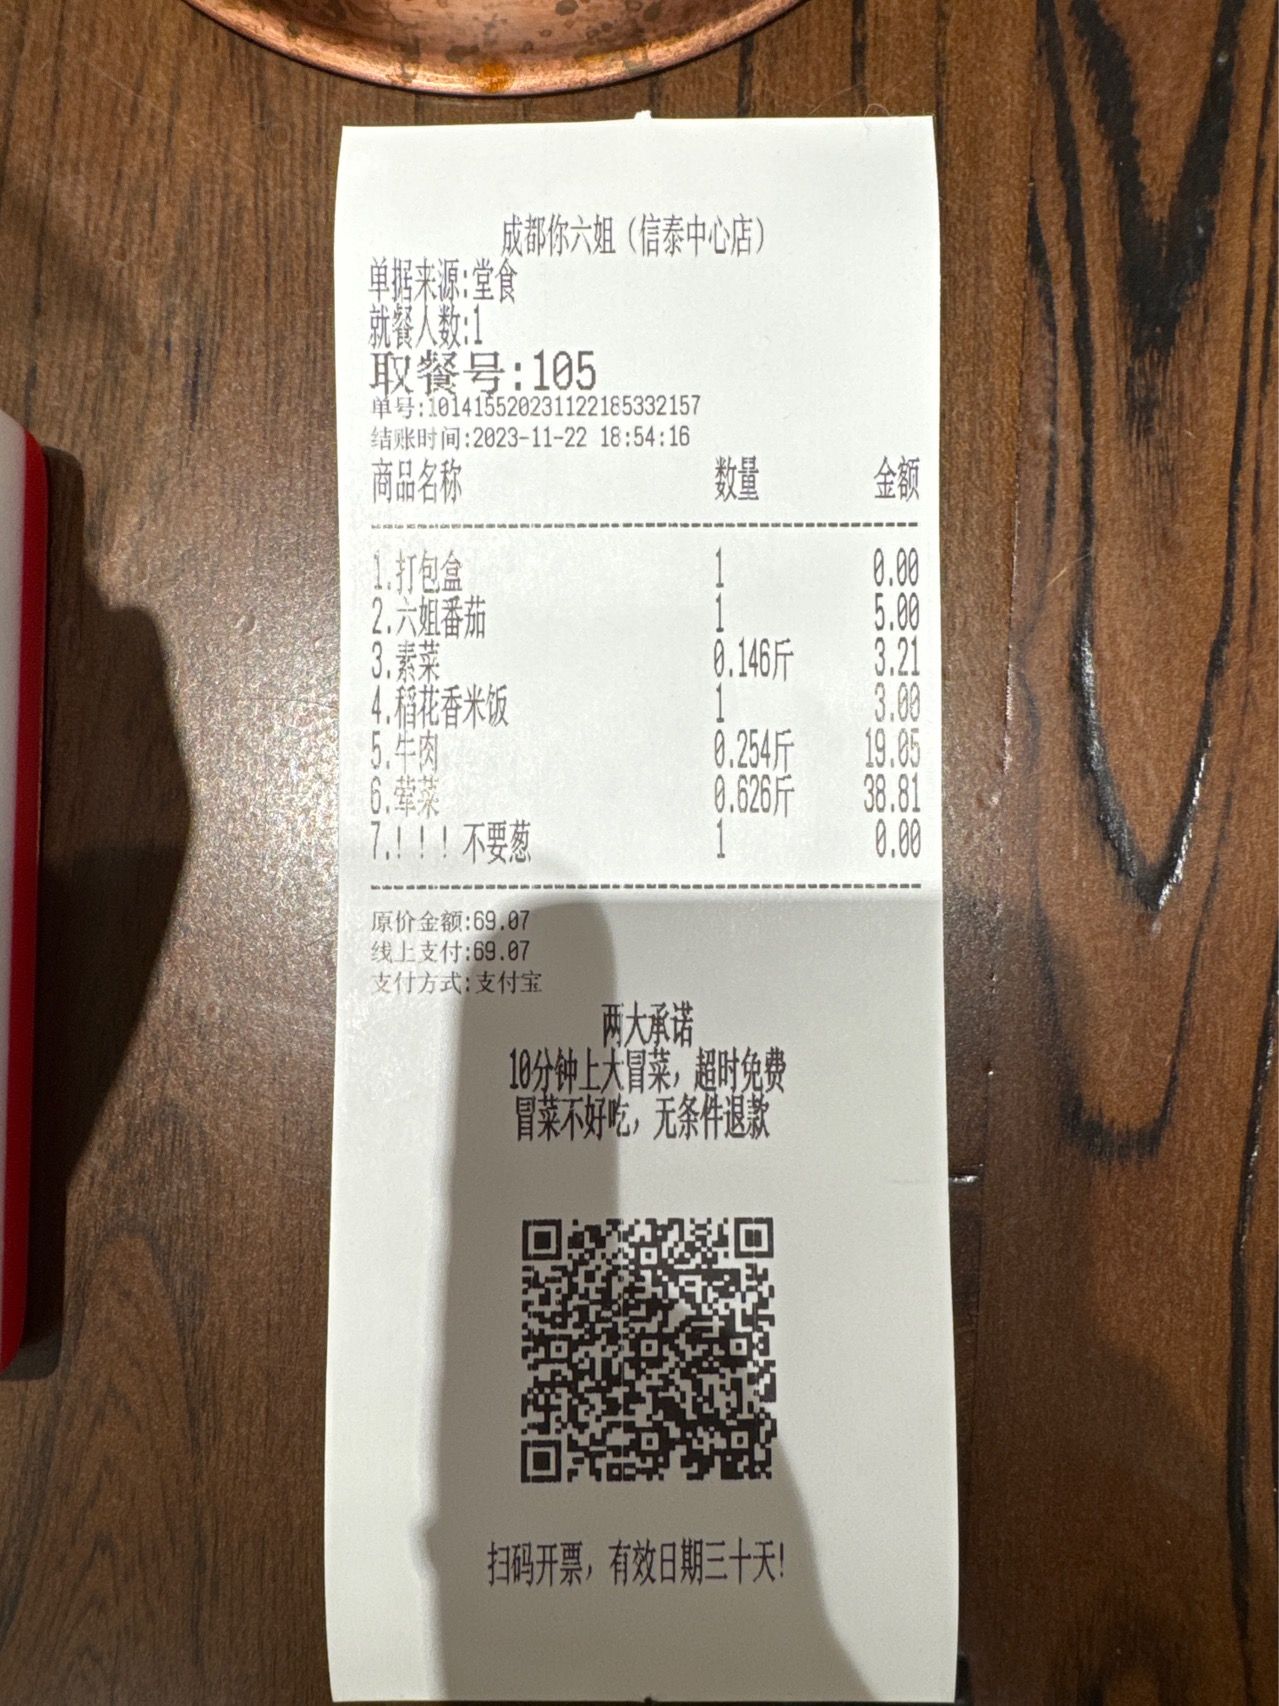 成都你六姐（信泰中心店）
单据来源:堂食
就餐人数:1
取餐号:105
单号:101415520231122185332157
结账时间:2023-11-22 18:54:16
商品名称 数量 金额
1.打包盒 1 0.00
2.六姐番茄 1 5.00
3.素菜 0.146斤 3.21
4.稻花香米饭 1 3.00
5.牛肉 0.254斤 19.05
6.荤菜 0.626斤 38.81
7.！！！不要葱 1 0.00
原价金额:69.07
线上支付:69.07
支付方式:支付宝
两大承诺
10分钟上大冒菜，超时免费
冒菜不好吃，无条件退款
扫码开票，有效日期三十天!